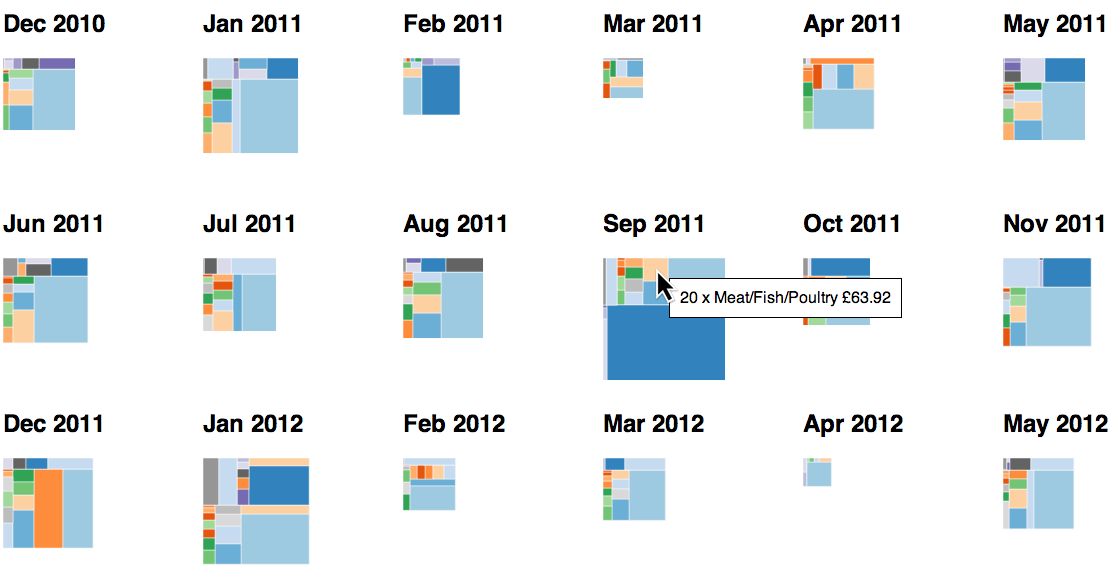 Dec 2010 Jan 2011 Feb 2011 Mar 2011 Apr 2011 May 2011
Jun 2011 Jul 2011 Aug 2011 Sep 2011 Oct 2011 Nov 2011
20 x Meat/Fish/Poultry £63.92
Dec 2011 Jan 2012 Feb 2012 Mar 2012 Apr 2012 May 2012